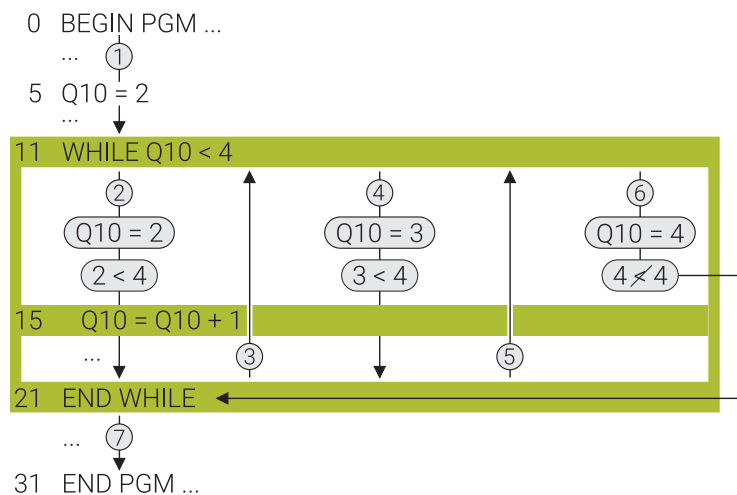 0 BEGIN PGM ...
... 1
5 Q10 = 2
...
11 WHILE Q10 < 4
2 4 6
Q10 = 2 Q10 = 3 Q10 = 4
2 < 4 3 < 4 4 ≮ 4
15 Q10 = Q10 + 1
... 3 5
21 END WHILE
... 7
31 END PGM ...